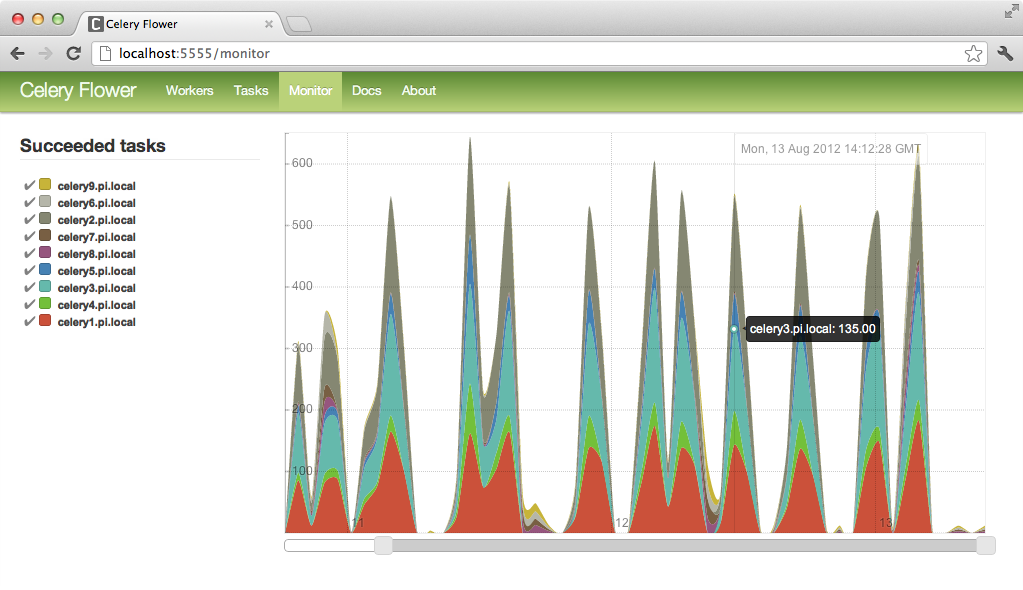 Celery Flower
localhost:5555/monitor
Celery Flower Workers Tasks Monitor Docs About
Succeeded tasks
celery9.pi.local
celery6.pi.local
celery2.pi.local
celery7.pi.local
celery8.pi.local
celery5.pi.local
celery3.pi.local
celery4.pi.local
celery1.pi.local
Mon, 13 Aug 2012 14:12:28 GMT
600
500
400
celery3.pi.local: 135.00
300
200
100
11 12 13